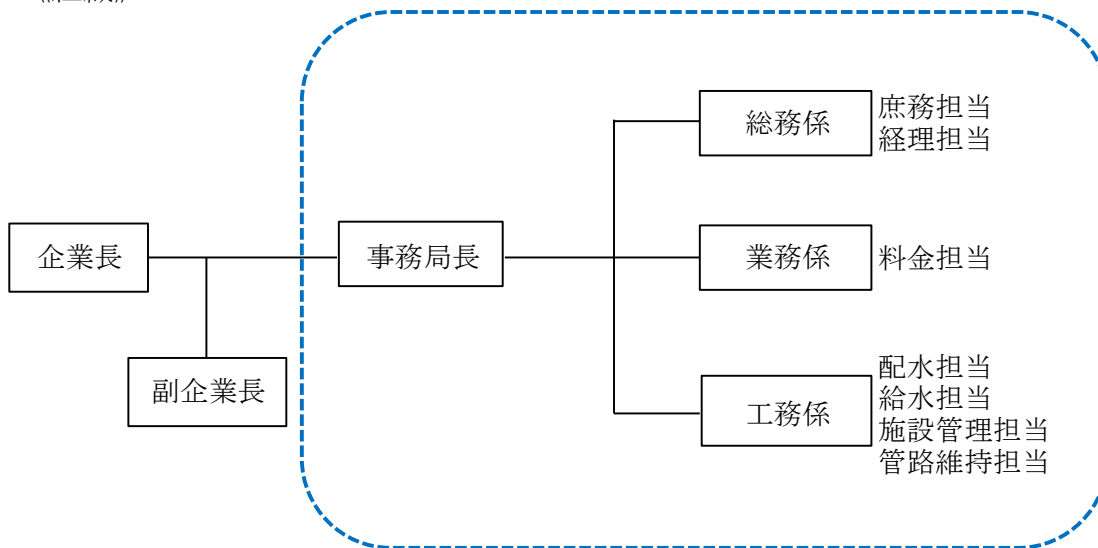 総務係
庶務担当
経理担当
企業長
事務局長
業務係
料金担当
副企業長
工務係
配水担当
給水担当
施設管理担当
管路維持担当